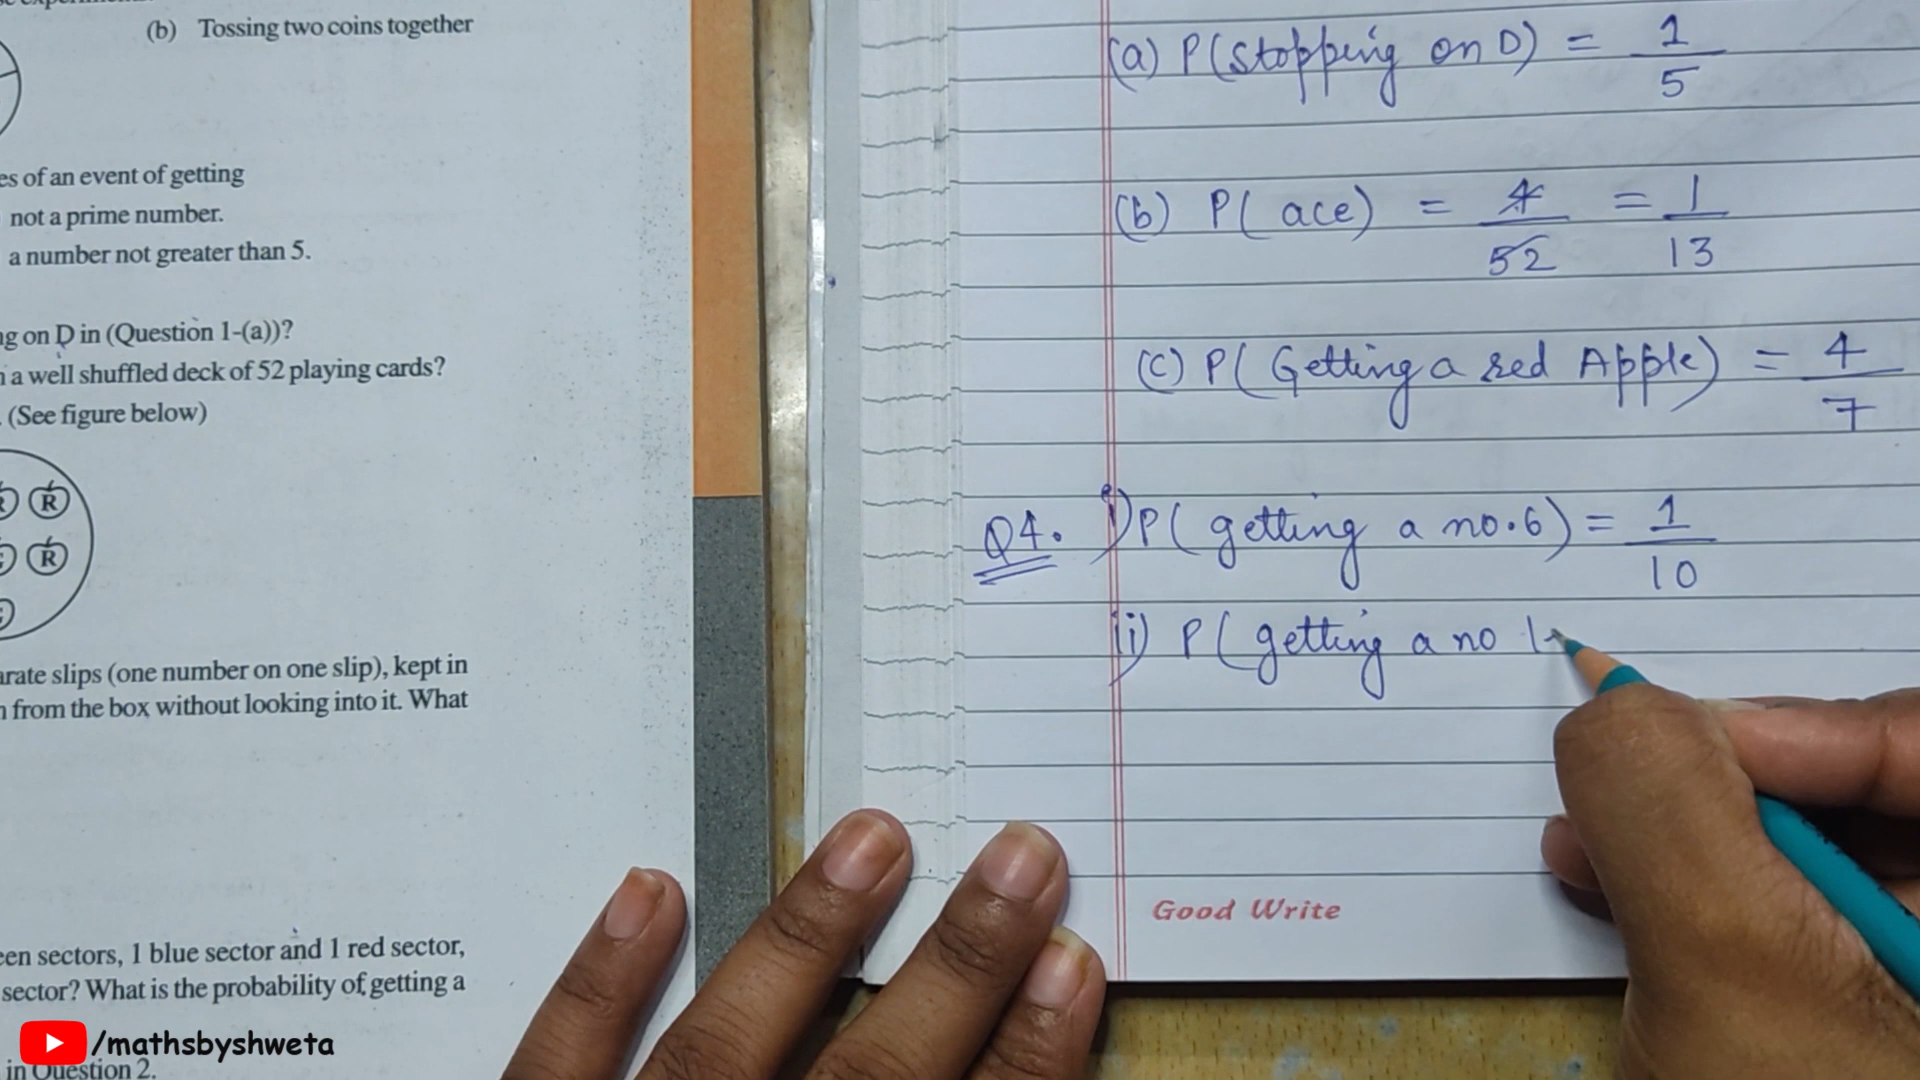 (b) Tossing two coins together
es of an event of getting
not a prime number.
a number not greater than 5.
g on D in (Question 1-(a))?
a well shuffled deck of 52 playing cards?
(See figure below)
R
R
arate slips (one number on one slip), kept in
from the box without looking into it. What
een sectors, 1 blue sector and 1 red sector,
sector? What is the probability of getting a
in Question 2.
/mathsbyshweta
(a) P(stopping on D) = 1/5
(b) P(ace) = 4/52 = 1/13
(c) P(Getting a red Apple) = 4/7
Q4. i) P(getting a no.6) = 1/10
ii) P(getting a no
Good Write